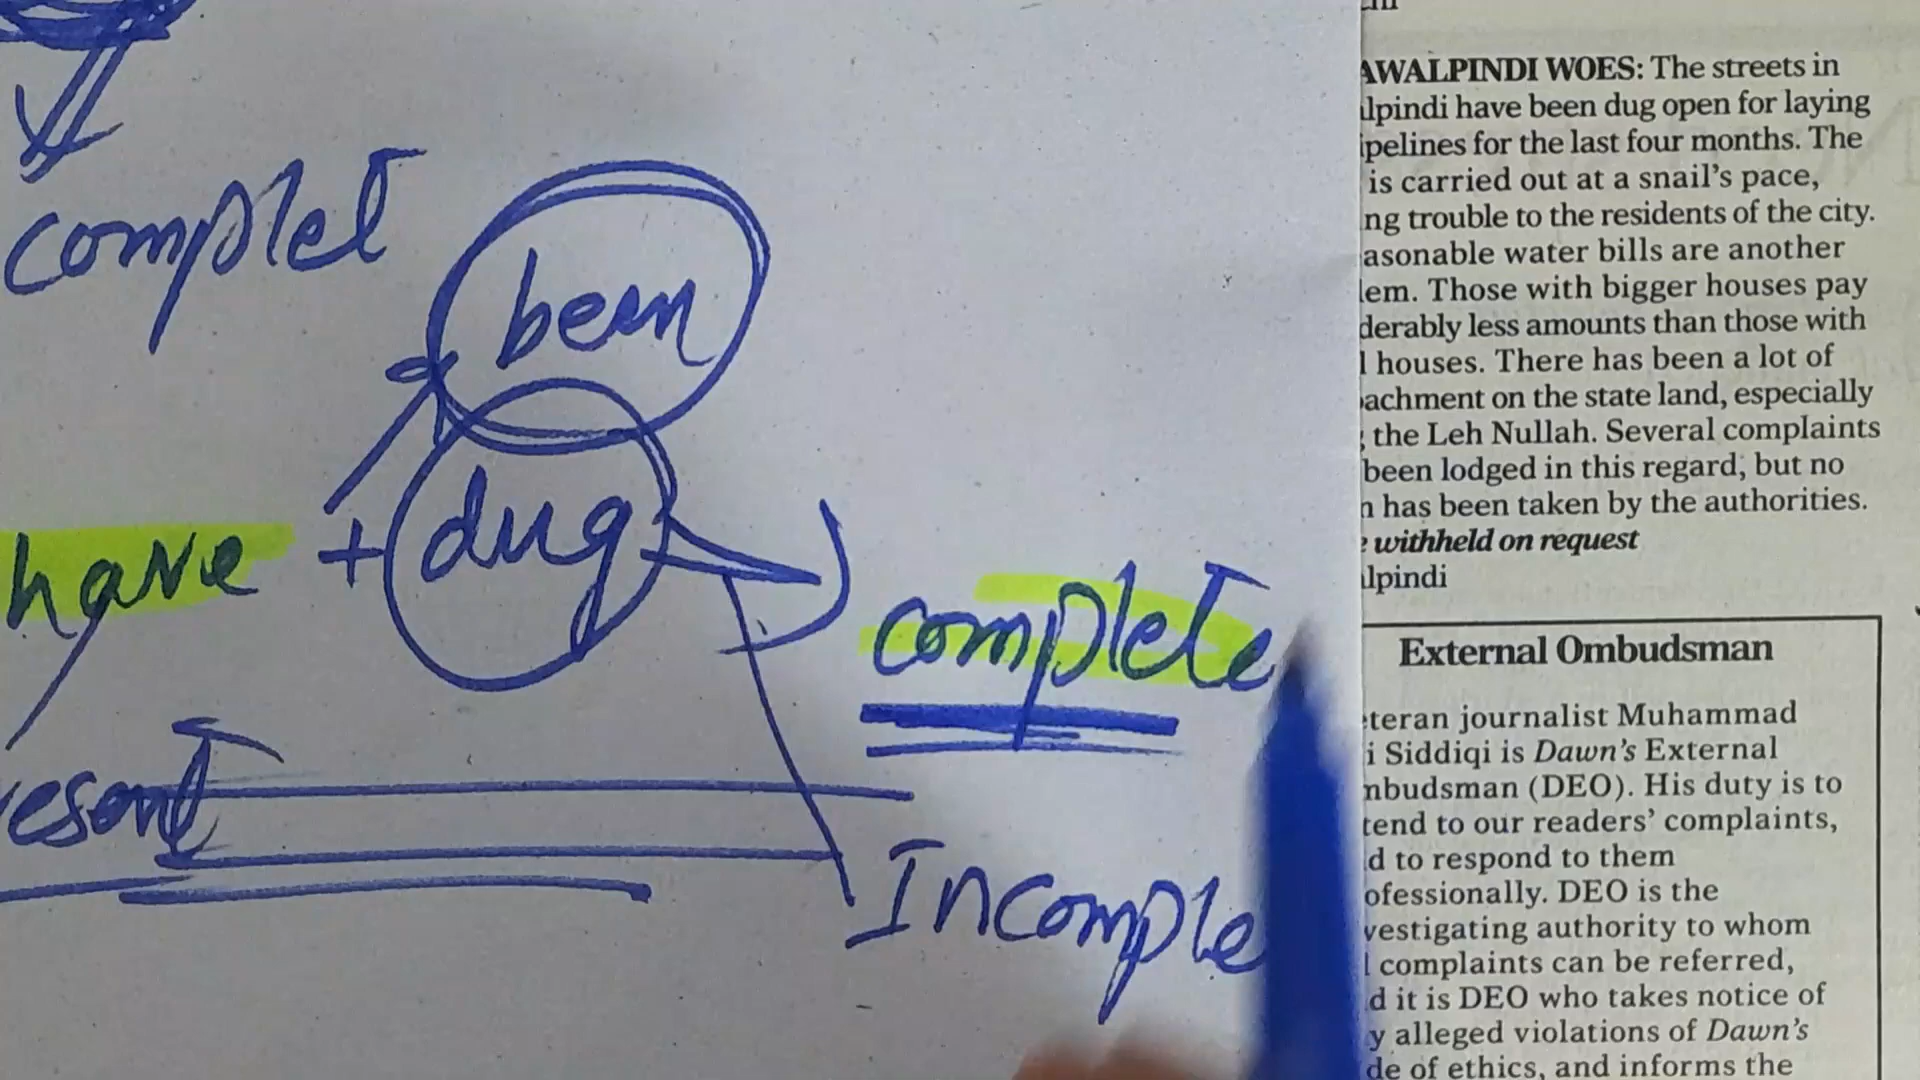 complet
been
have + dug
complete
resent
Incomple
AWALPINDI WOES: The streets in
lpindi have been dug open for laying
ipelines for the last four months. The
is carried out at a snail's pace,
ng trouble to the residents of the city.
asonable water bills are another
lem. Those with bigger houses pay
derably less amounts than those with
l houses. There has been a lot of
achment on the state land, especially
the Leh Nullah. Several complaints
been lodged in this regard, but no
n has been taken by the authorities.
withheld on request
lpindi
External Ombudsman
teran journalist Muhammad
i Siddiqi is Dawn's External
mbudsman (DEO). His duty is to
tend to our readers' complaints,
d to respond to them
ofessionally. DEO is the
vestigating authority to whom
l complaints can be referred,
d it is DEO who takes notice of
y alleged violations of Dawn's
de of ethics, and informs the